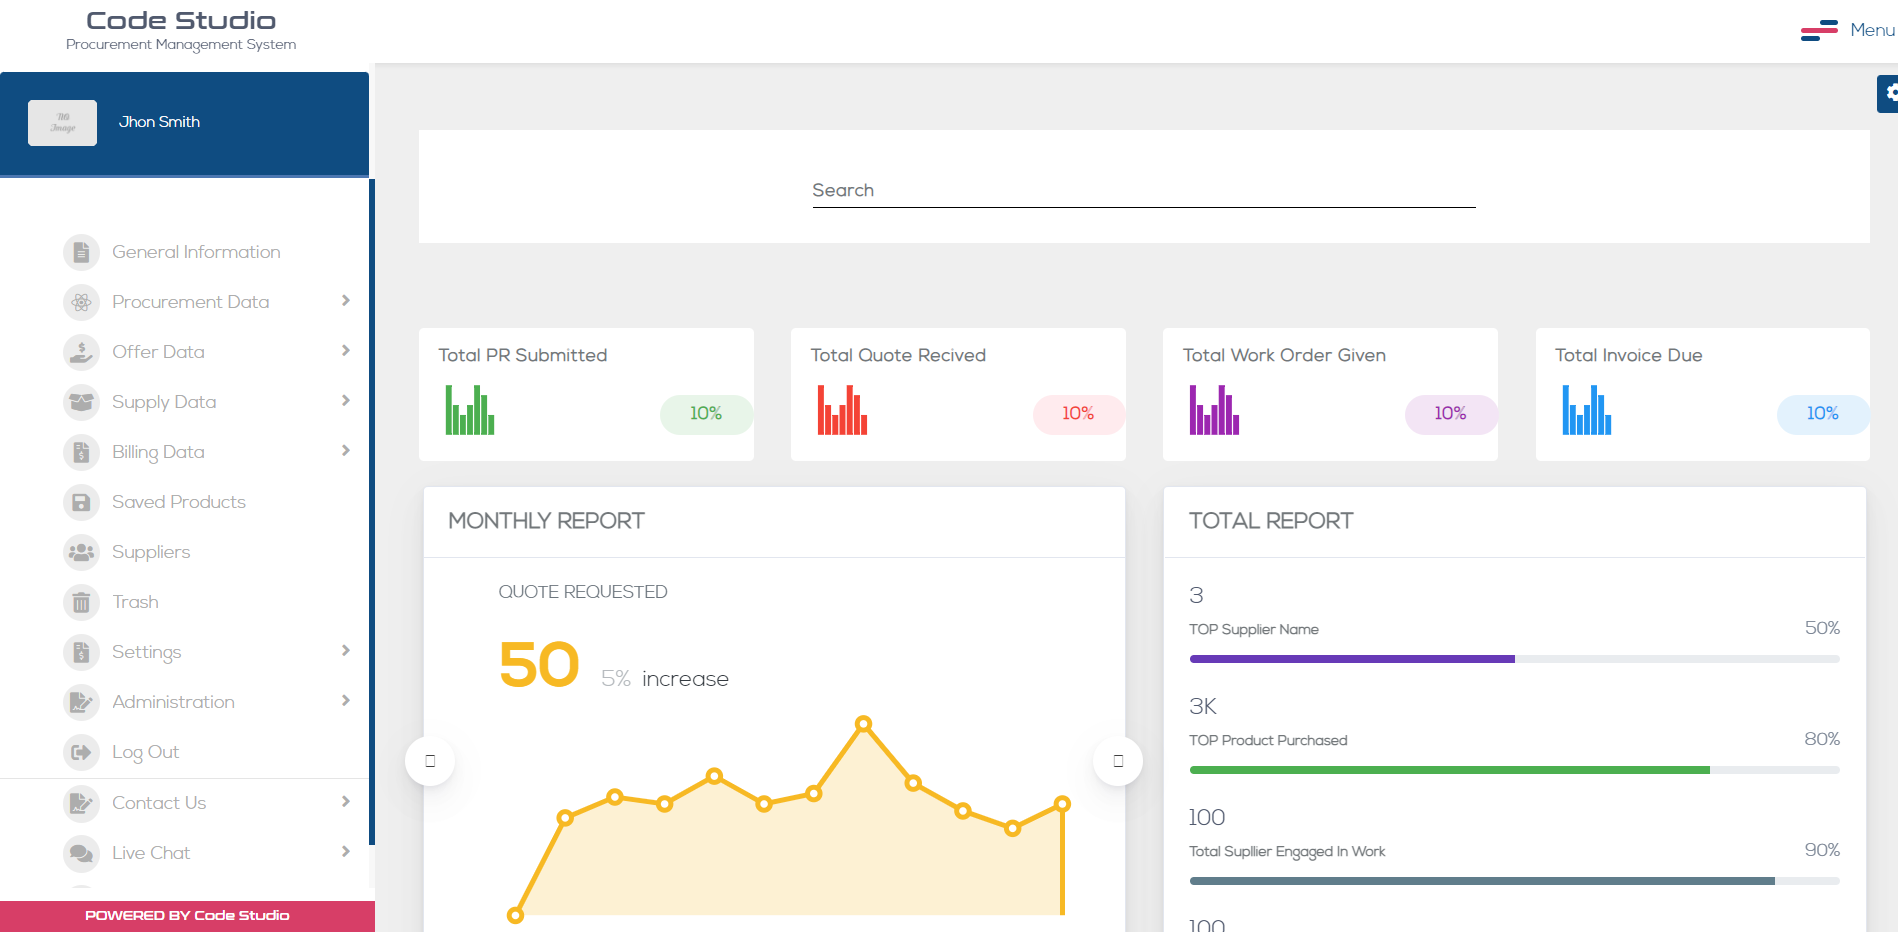 Code Studio
Procurement Management System
Menu
NO
Image
Jhon Smith
Search
General Information
Procurement Data
Offer Data
Supply Data
Billing Data
Saved Products
Suppliers
Trash
Settings
Administration
Log Out
Contact Us
Live Chat
POWERED BY Code Studio
Total PR Submitted
10%
Total Quote Recived
10%
Total Work Order Given
10%
Total Invoice Due
10%
MONTHLY REPORT
QUOTE REQUESTED
50 5% increase
TOTAL REPORT
3
TOP Supplier Name 50%
3K
TOP Product Purchased 80%
100
Total Supllier Engaged In Work 90%
100